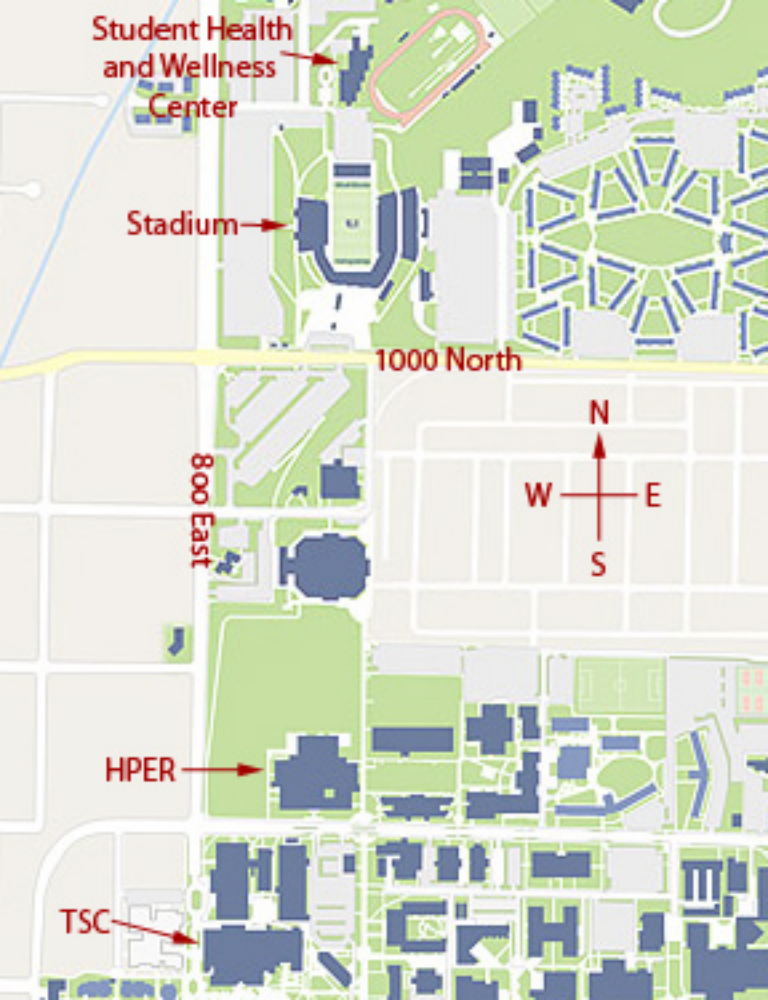 Student Health
and Wellness
Center
Stadium
1000 North
N
W E
S
800 East
HPER
TSC